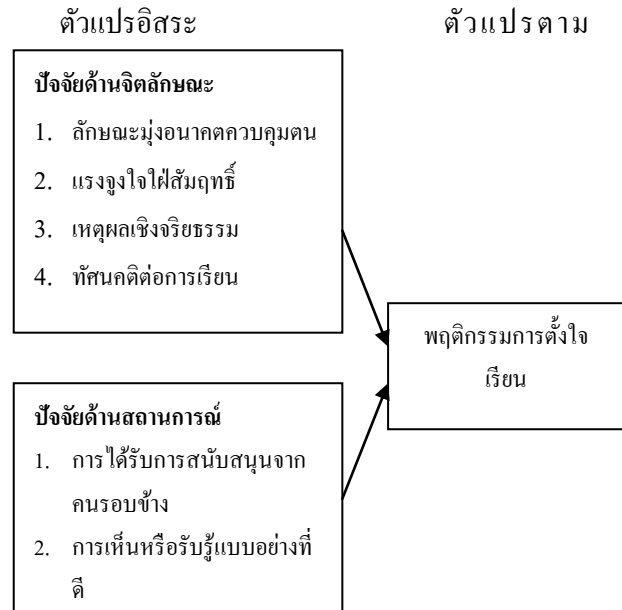 ตัวแปรอิสระ
ตัวแปรตาม
ปัจจัยด้านจิตลักษณะ
1. ลักษณะมุ่งอนาคตควบคุมตน
2. แรงจูงใจใฝ่สัมฤทธิ์
3. เหตุผลเชิงจริยธรรม
4. ทัศนคติต่อการเรียน
พฤติกรรมการตั้งใจ
เรียน
ปัจจัยด้านสถานการณ์
1. การได้รับการสนับสนุนจาก
คนรอบข้าง
2. การเห็นหรือรับรู้แบบอย่างที่
ดี